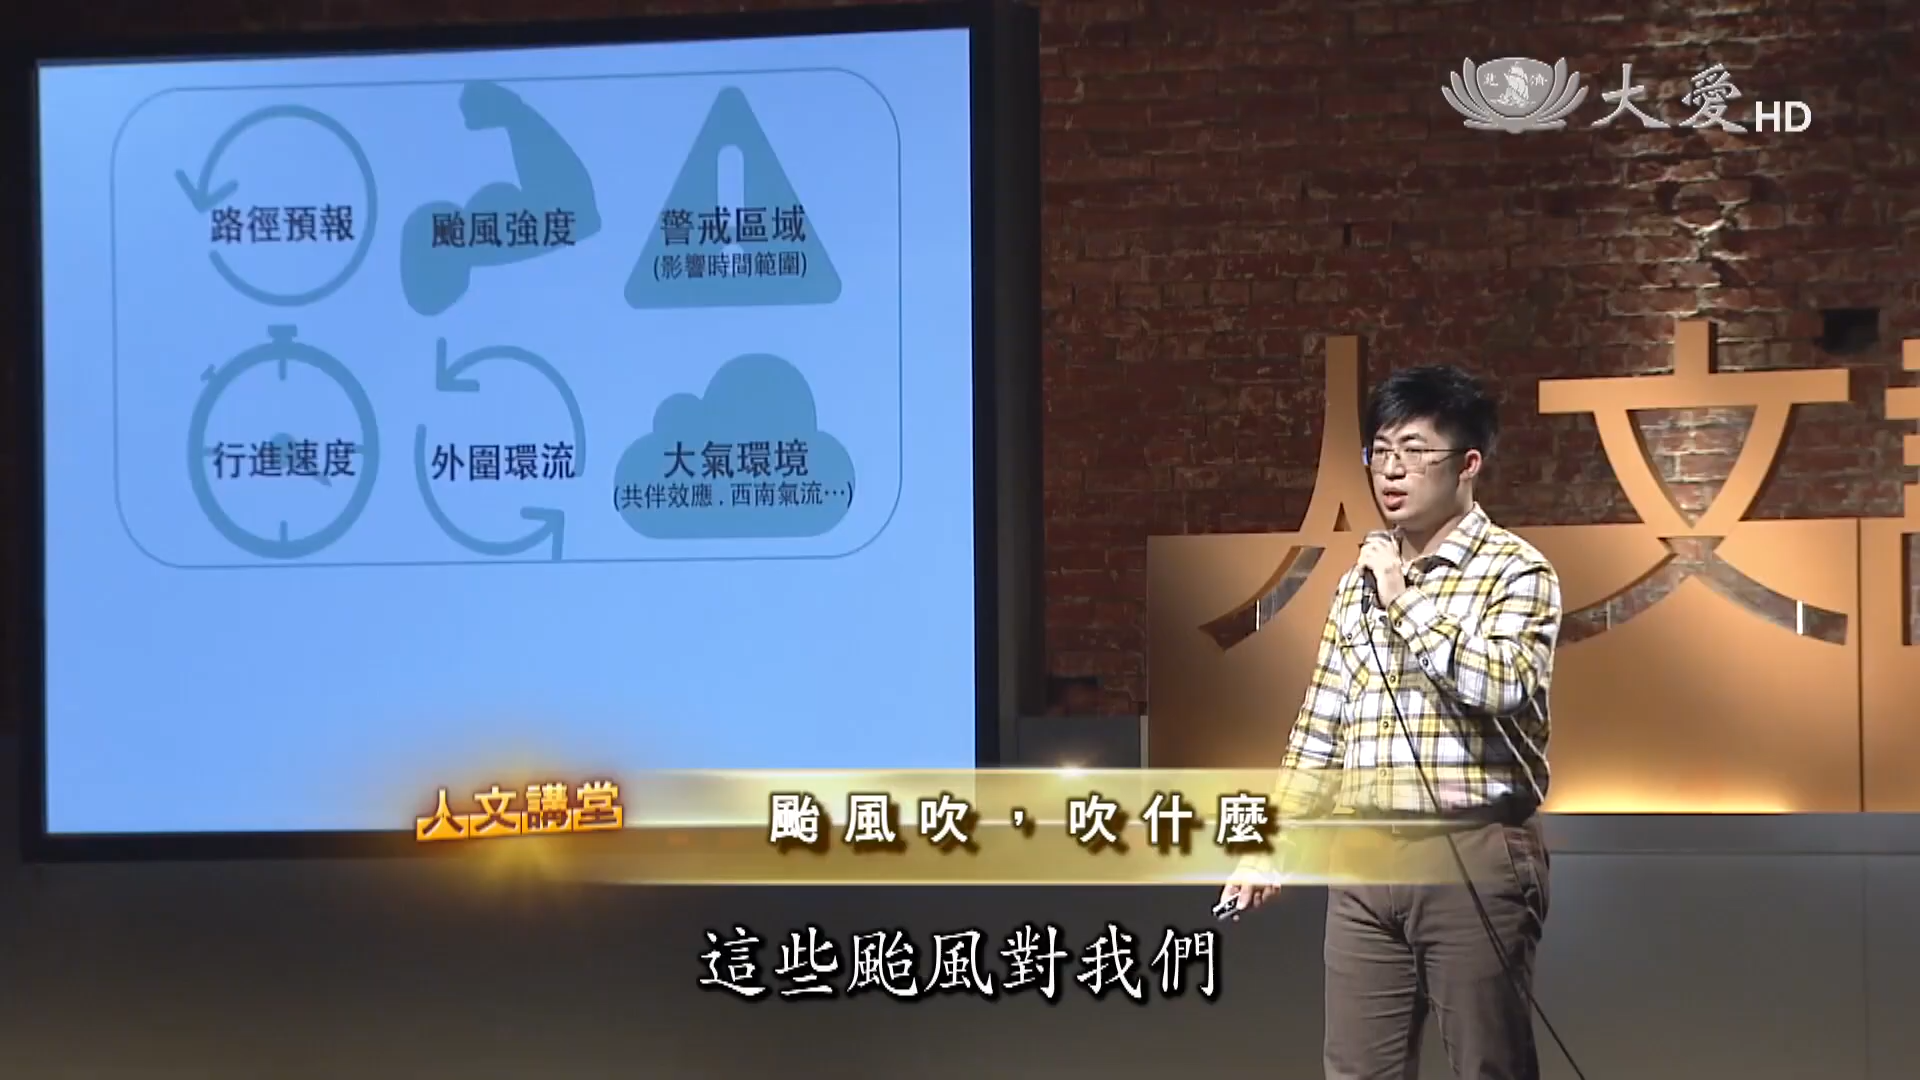 大愛HD
路徑預報
颱風強度
警戒區域
(影響時間範圍)
行進速度
外圍環流
大氣環境
(共伴效應．西南氣流…)
人文
人文講堂
颱風吹，吹什麼
這些颱風對我們